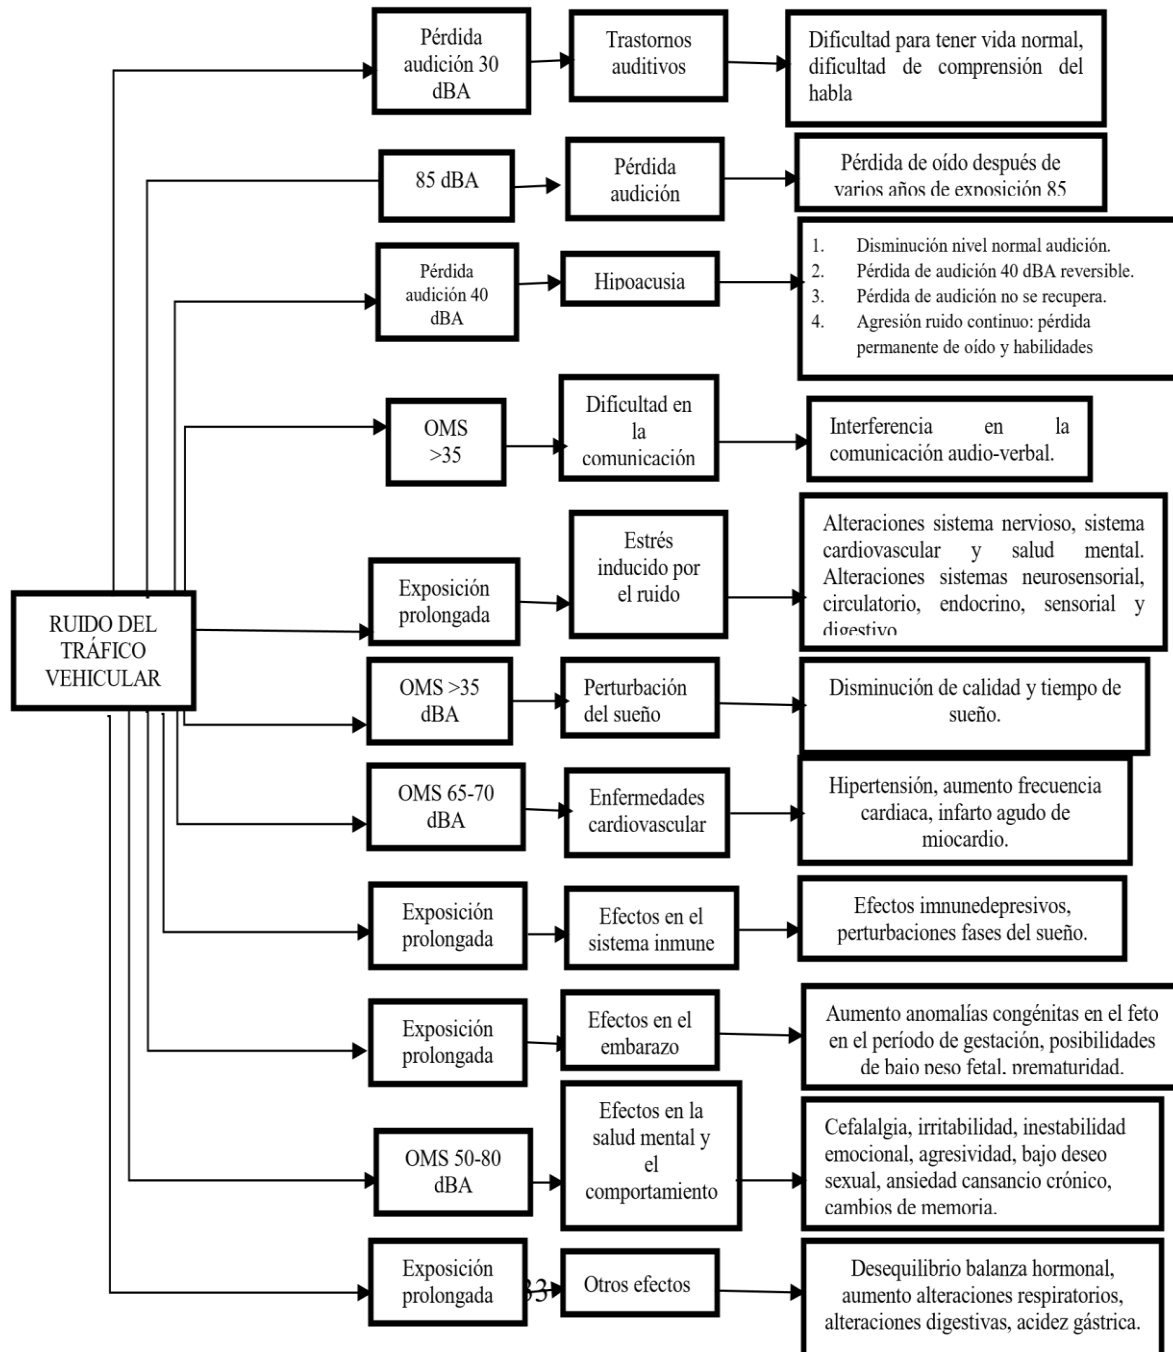 Pérdida
audición 30
dBA
Trastornos
auditivos
Dificultad para tener vida normal,
dificultad de comprensión del
habla
85 dBA
Pérdida
audición
Pérdida de oído después de
varios años de exposición 85
Pérdida
audición 40
dBA
Hipoacusia
1. Disminución nivel normal audición.
2. Pérdida de audición 40 dBA reversible.
3. Pérdida de audición no se recupera.
4. Agresión ruido continuo: pérdida
permanente de oído y habilidades
OMS
>35
Dificultad en
la
comunicación
Interferencia en la
comunicación audio-verbal.
RUIDO DEL
TRÁFICO
VEHICULAR
Exposición
prolongada
Estrés
inducido por
el ruido
Alteraciones sistema nervioso, sistema
cardiovascular y salud mental.
Alteraciones sistemas neurosensorial,
circulatorio, endocrino, sensorial y
digestivo
OMS >35
dBA
Perturbación
del sueño
Disminución de calidad y tiempo de
sueño.
OMS 65-70
dBA
Enfermedades
cardiovascular
Hipertensión, aumento frecuencia
cardiaca, infarto agudo de
miocardio.
Exposición
prolongada
Efectos en el
sistema inmune
Efectos imnunedepresivos,
perturbaciones fases del sueño.
Exposición
prolongada
Efectos en el
embarazo
Aumento anomalías congénitas en el feto
en el período de gestación, posibilidades
de bajo peso fetal, prematuridad.
OMS 50-80
dBA
Efectos en la
salud mental y
el
comportamiento
Cefalalgia, irritabilidad, inestabilidad
emocional, agresividad, bajo deseo
sexual, ansiedad cansancio crónico,
cambios de memoria.
Exposición
prolongada
33
Otros efectos
Desequilibrio balanza hormonal,
aumento alteraciones respiratorios,
alteraciones digestivas, acidez gástrica.